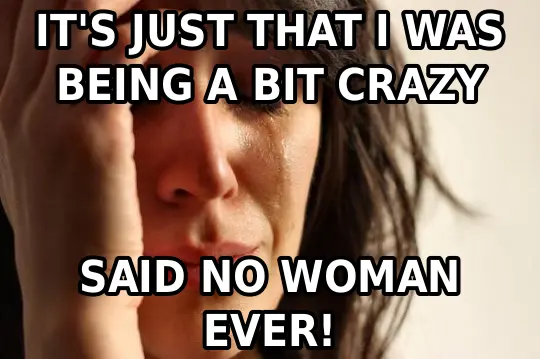 IT'S JUST THAT I WAS
BEING A BIT CRAZY
SAID NO WOMAN
EVER!